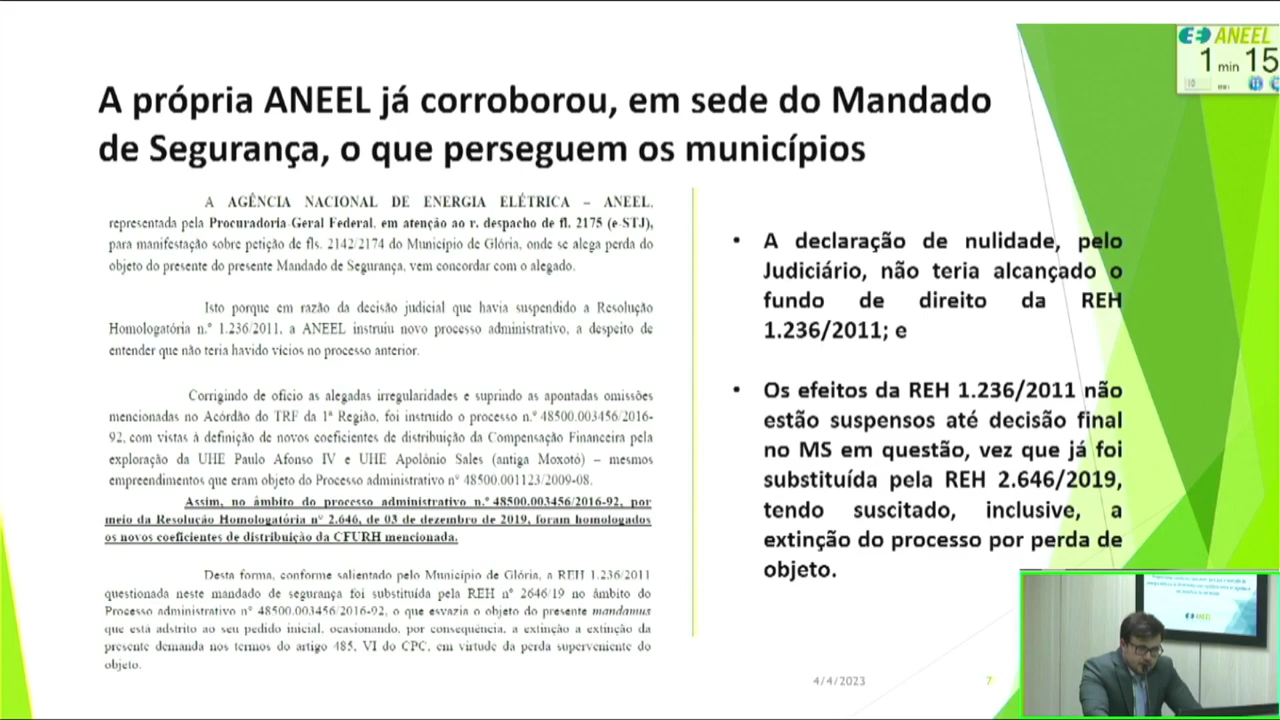 ANEEL
1 min 15
A própria ANEEL já corroborou, em sede do Mandado
de Segurança, o que perseguem os municípios
A AGÊNCIA NACIONAL DE ENERGIA ELÉTRICA – ANEEL,
representada pela Procuradoria-Geral Federal, em atenção ao r. despacho de fl. 2175 (e-STJ),
para manifestação sobre petição de fls. 2142/2174 do Município de Glória, onde se alega perda do
objeto do presente do presente Mandado de Segurança, vem concordar com o alegado.
Isto porque em razão da decisão judicial que havia suspendido a Resolução
Homologatória n.º 1.236/2011, a ANEEL instruiu novo processo administrativo, a despeito de
entender que não teria havido vícios no processo anterior.
Corrigindo de ofício as alegadas irregularidades e suprindo as apontadas omissões
mencionadas no Acórdão do TRF da 1ª Região, foi instruído o processo n.º 48500.003456/2016-
92, com vistas à definição de novos coeficientes de distribuição da Compensação Financeira pela
exploração da UHE Paulo Afonso IV e UHE Apolônio Sales (antiga Moxotó) – mesmos
empreendimentos que eram objeto do Processo administrativo nº 48500.001123/2009-08.
Assim, no âmbito do processo administrativo n.º 48500.003456/2016-92, por
meio da Resolução Homologatória nº 2.646, de 03 de dezembro de 2019, foram homologados
os novos coeficientes de distribuição da CFURH mencionada.
Desta forma, conforme salientado pelo Município de Glória, a REH 1.236/2011
questionada neste mandado de segurança foi substituída pela REH nº 2646/19 no âmbito do
Processo administrativo nº 48500.003456/2016-92, o que esvazia o objeto do presente mandamus
que está adstrito ao seu pedido inicial, ocasionando, por consequência, a extinção a extinção da
presente demanda nos termos do artigo 485, VI do CPC, em virtude da perda superveniente do
objeto.
• A declaração de nulidade, pelo
Judiciário, não teria alcançado o
fundo de direito da REH
1.236/2011; e
• Os efeitos da REH 1.236/2011 não
estão suspensos até decisão final
no MS em questão, vez que já foi
substituída pela REH 2.646/2019,
tendo suscitado, inclusive, a
extinção do processo por perda de
objeto.
4/4/2023
7
ANEEL